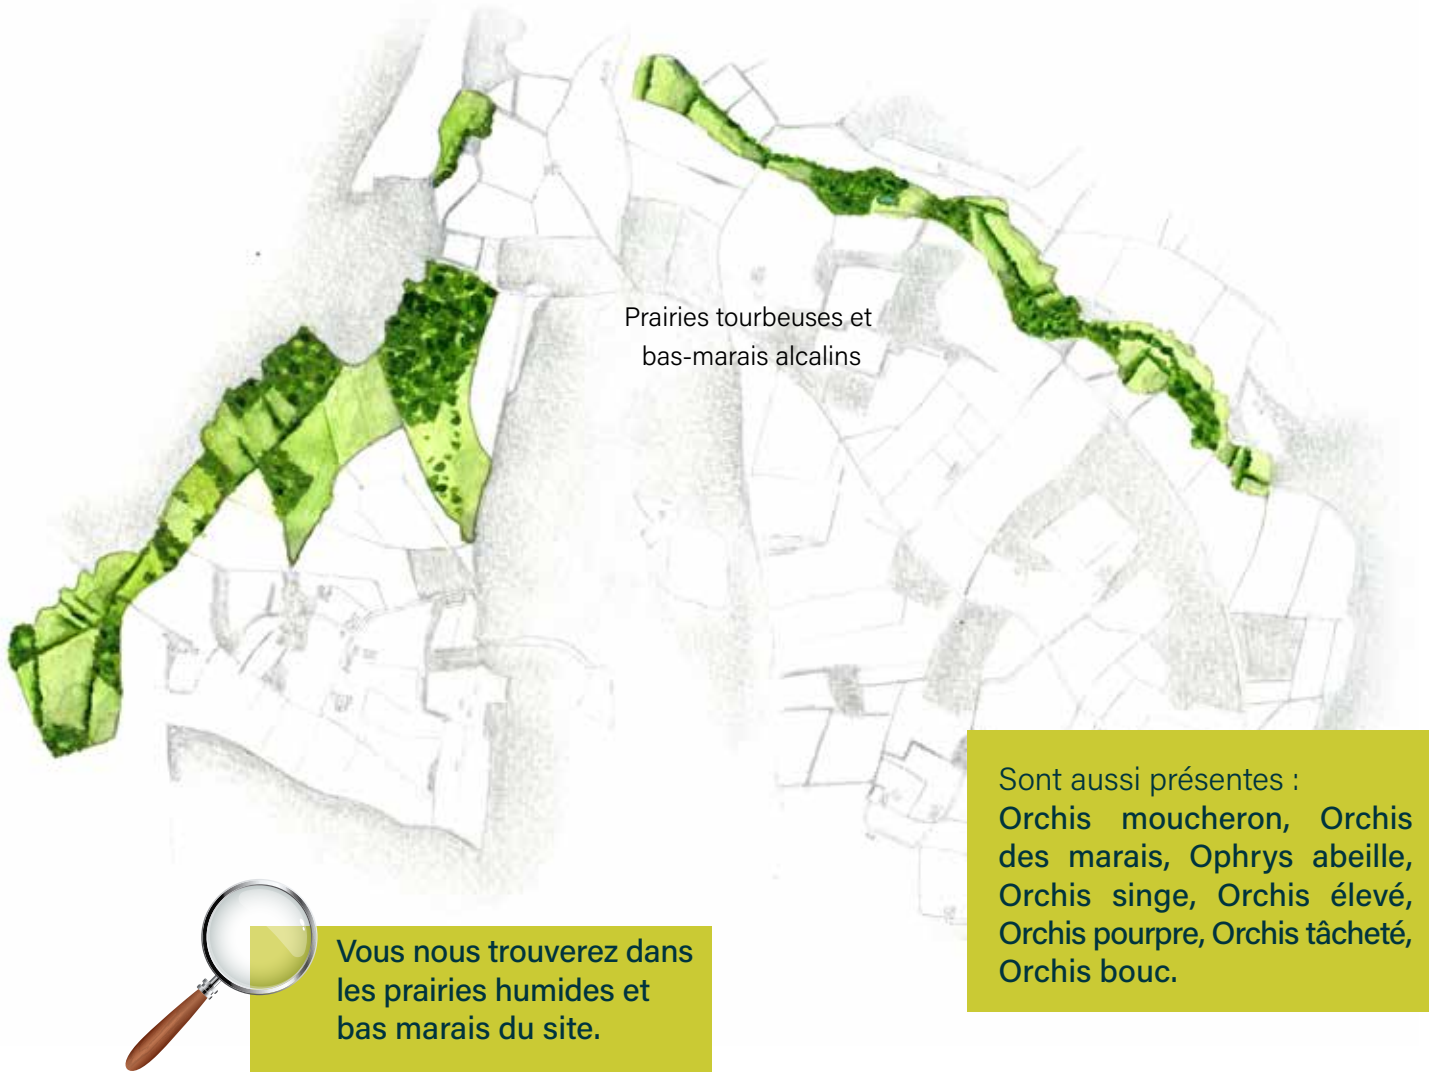 Prairies tourbeuses et
bas-marais alcalins
Sont aussi présentes :
Orchis moucheron, Orchis
des marais, Ophrys abeille,
Orchis singe, Orchis élevé,
Orchis pourpre, Orchis tâcheté,
Orchis bouc.
Vous nous trouverez dans
les prairies humides et
bas marais du site.